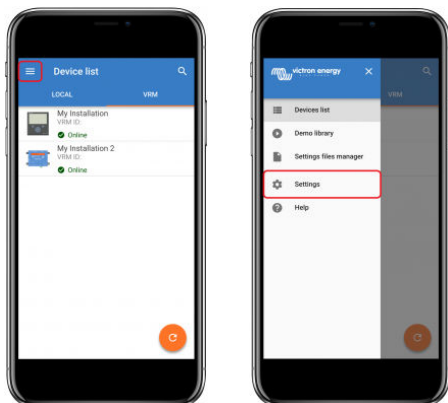 Device list
LOCAL VRM
My Installation
VRM ID:
Online
My Installation 2
VRM ID:
Online
victron energy
VRM
Devices list
Demo library
Settings files manager
Settings
Help